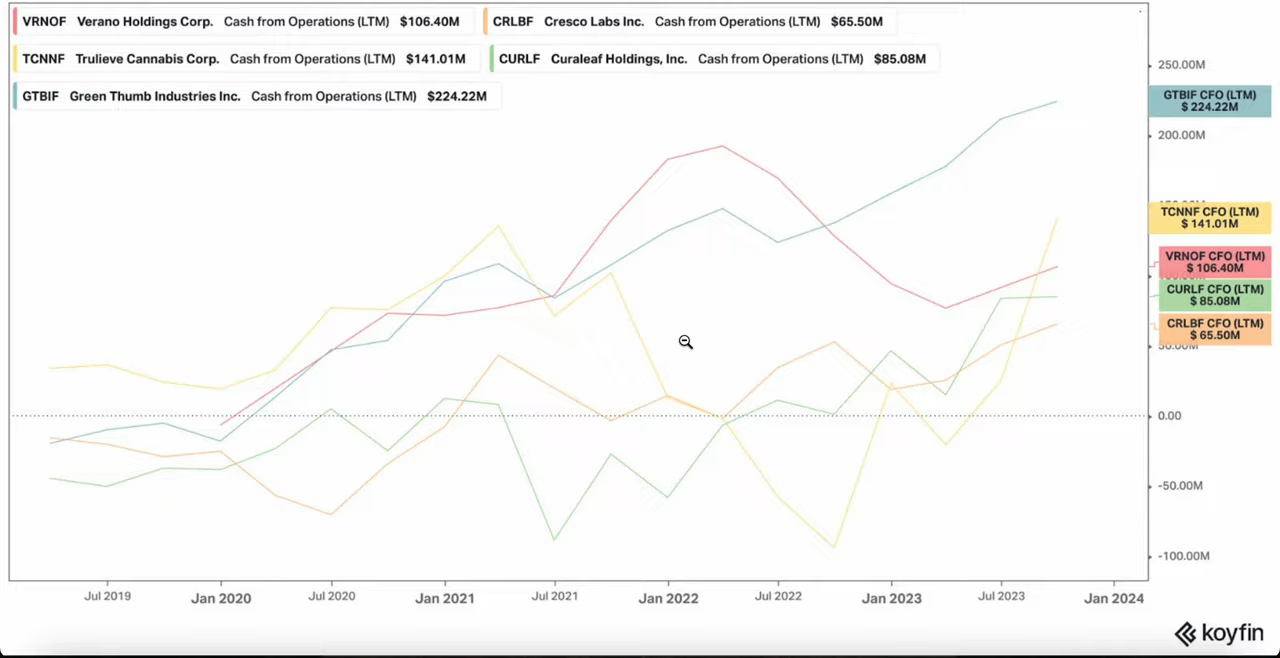 VRNOF Verano Holdings Corp. Cash from Operations (LTM) $106.40M
CRLBF Cresco Labs Inc. Cash from Operations (LTM) $65.50M
TCNNF Trulieve Cannabis Corp. Cash from Operations (LTM) $141.01M
CURLF Curaleaf Holdings, Inc. Cash from Operations (LTM) $85.08M
GTBIF Green Thumb Industries Inc. Cash from Operations (LTM) $224.22M
250.00M
GTBIF CFO (LTM)
$ 224.22M
200.00M
TCNNF CFO (LTM)
$ 141.01M
VRNOF CFO (LTM)
$ 106.40M
CURLF CFO (LTM)
$ 85.08M
CRLBF CFO (LTM)
$ 65.50M
50.00M
0.00
-50.00M
-100.00M
Jul 2019
Jan 2020
Jul 2020
Jan 2021
Jul 2021
Jan 2022
Jul 2022
Jan 2023
Jul 2023
Jan 2024
koyfin